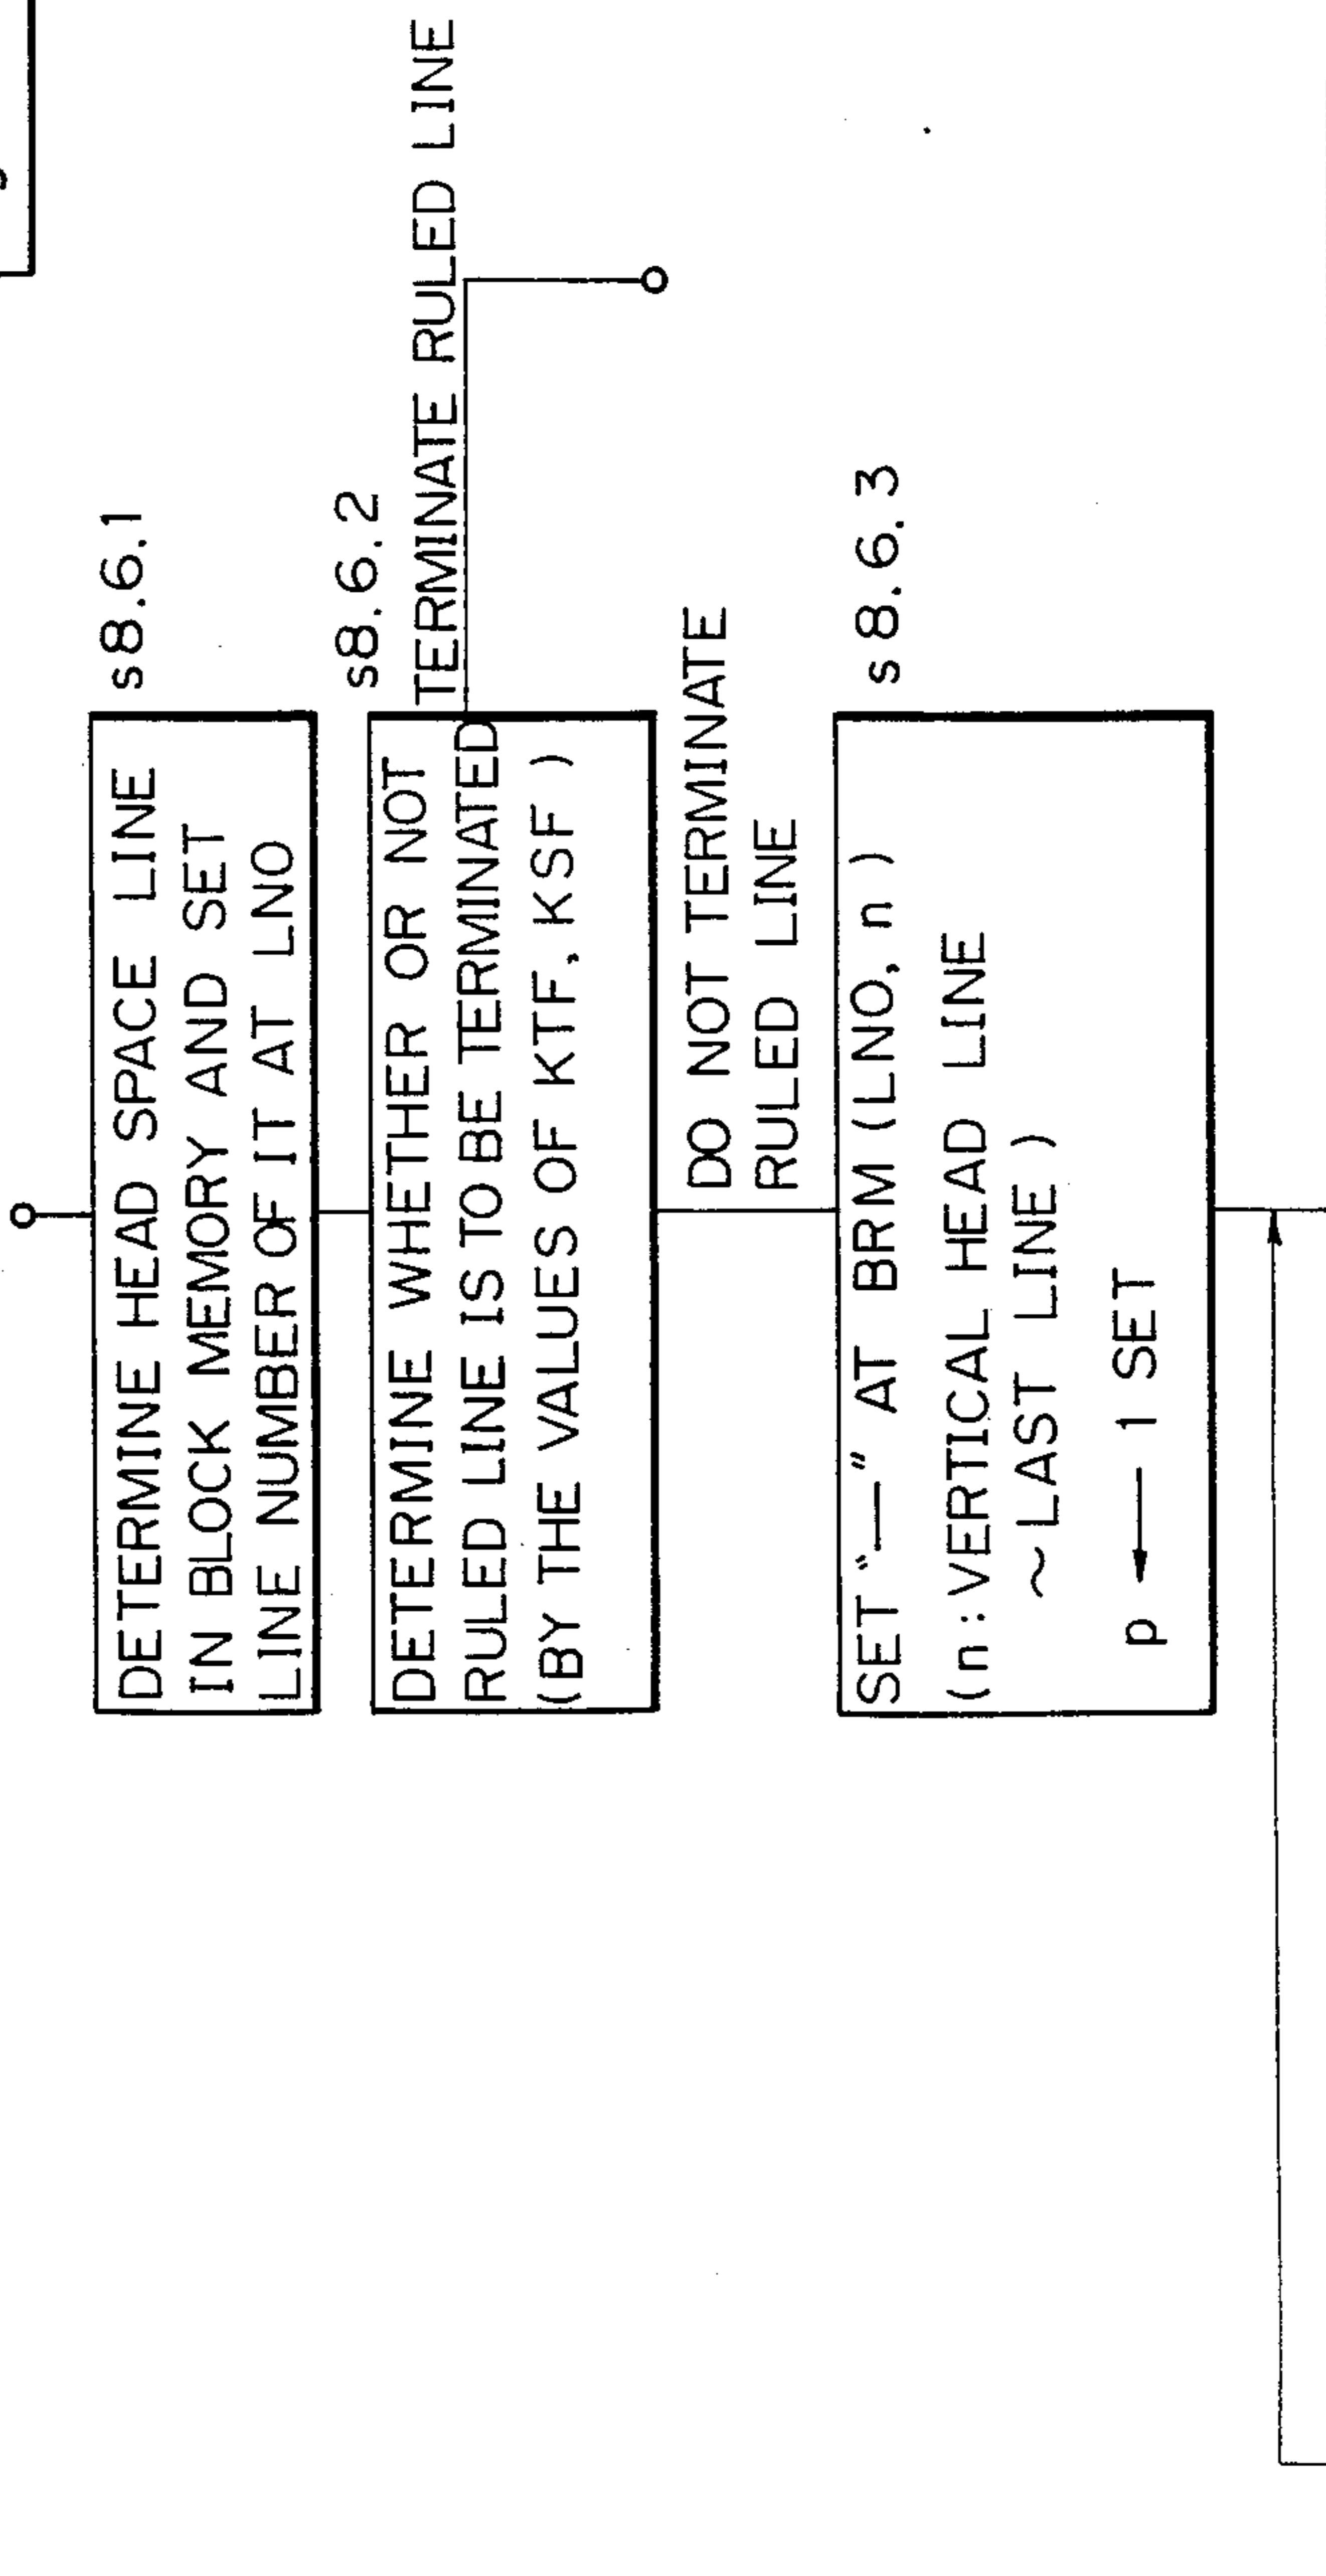 s8.6.1
DETERMINE HEAD SPACE LINE
IN BLOCK MEMORY AND SET
LINE NUMBER OF IT AT LNO
s8.6.2
DETERMINE WHETHER OR NOT
RULED LINE IS TO BE TERMINATED
(BY THE VALUES OF KTF, KSF)
TERMINATE RULED LINE
DO NOT TERMINATE
RULED LINE
s8.6.3
SET "—" AT BRM (LNO, n)
(n: VERTICAL HEAD LINE
~LAST LINE)
p ← 1 SET